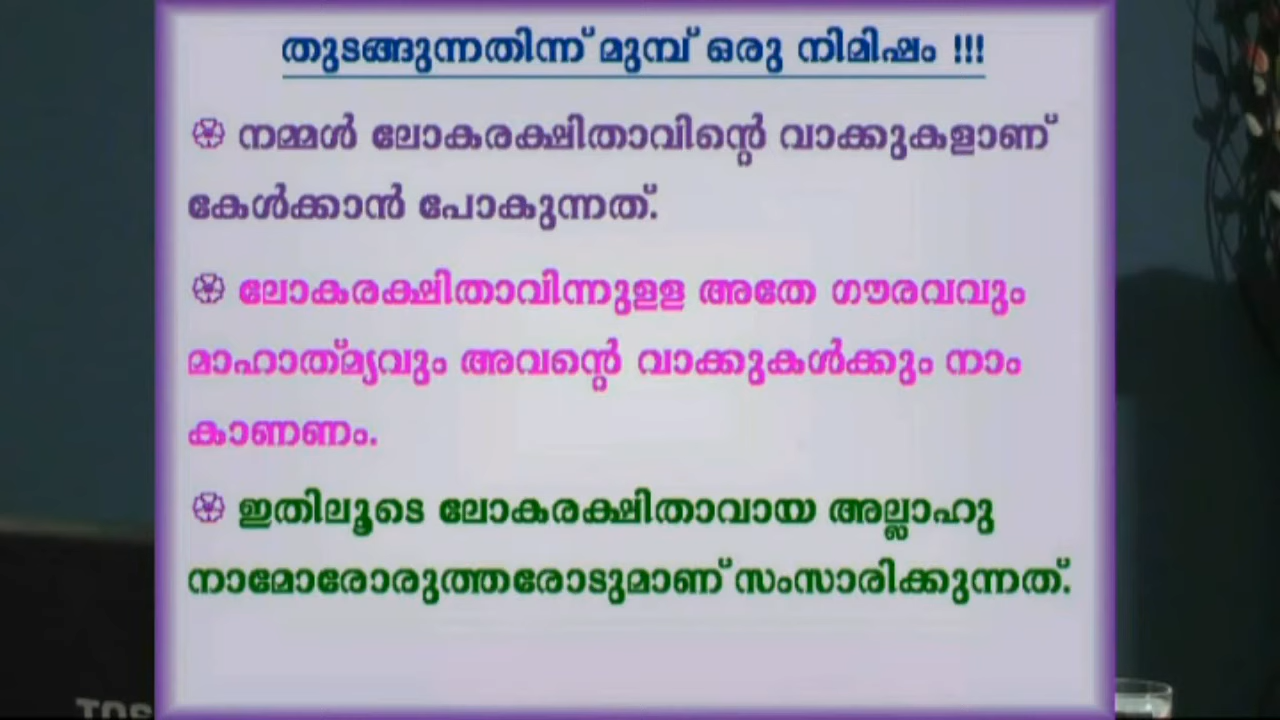 തുടങ്ങുന്നതിന്ന് മുമ്പ് ഒരു നിമിഷം !!!
നമ്മൾ ലോകരക്ഷിതാവിന്റെ വാക്കുകളാണ്
കേൾക്കാൻ പോകുന്നത്.
ലോകരക്ഷിതാവിന്നുളള അതേ ഗൗരവവും
മാഹാത്മ്യവും അവന്റെ വാക്കുകൾക്കും നാം
കാണണം.
ഇതിലൂടെ ലോകരക്ഷിതാവായ അല്ലാഹു
നാമോരോരുത്തരോടുമാണ് സംസാരിക്കുന്നത്.